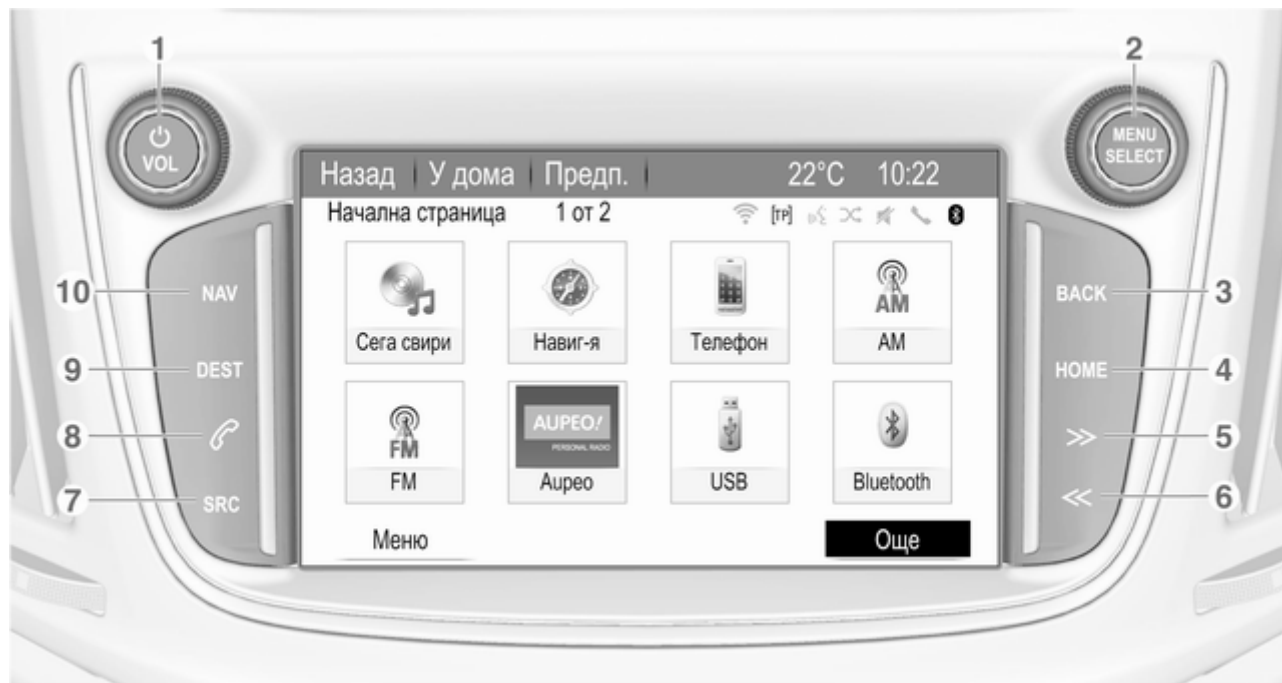 1
2
VOL
MENU
SELECT
Назад У дома Предп. 22°C 10:22
Начална страница 1 от 2 [TP]
10 NAV
BACK 3
AM
Сега свири Навиг-я Телефон AM
9 DEST
HOME 4
8
5
FM
AUPEO!
PERSONAL RADIO
FM Aupeo USB Bluetooth
7 SRC
6
Меню Още